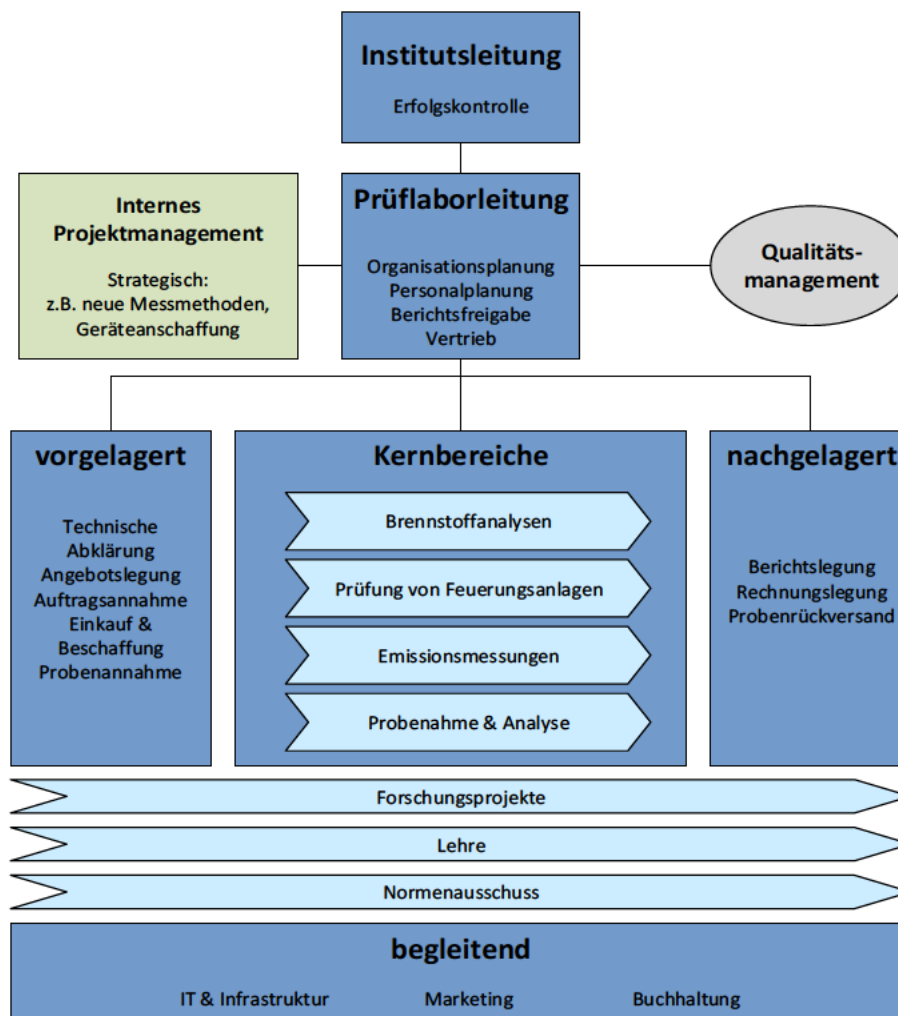 Institutsleitung
Erfolgskontrolle
Internes
Projektmanagement
Strategisch:
z.B. neue Messmethoden,
Geräteanschaffung
Prüflaborleitung
Organisationsplanung
Personalplanung
Berichtsfreigabe
Vertrieb
Qualitäts-
management
vorgelagert
Technische
Abklärung
Angebotslegung
Auftragsannahme
Einkauf &
Beschaffung
Probenannahme
Kernbereiche
Brennstoffanalysen
Prüfung von Feuerungsanlagen
Emissionsmessungen
Probenahme & Analyse
nachgelagert
Berichtslegung
Rechnungslegung
Probenrückversand
Forschungsprojekte
Lehre
Normenausschuss
begleitend
IT & Infrastruktur
Marketing
Buchhaltung